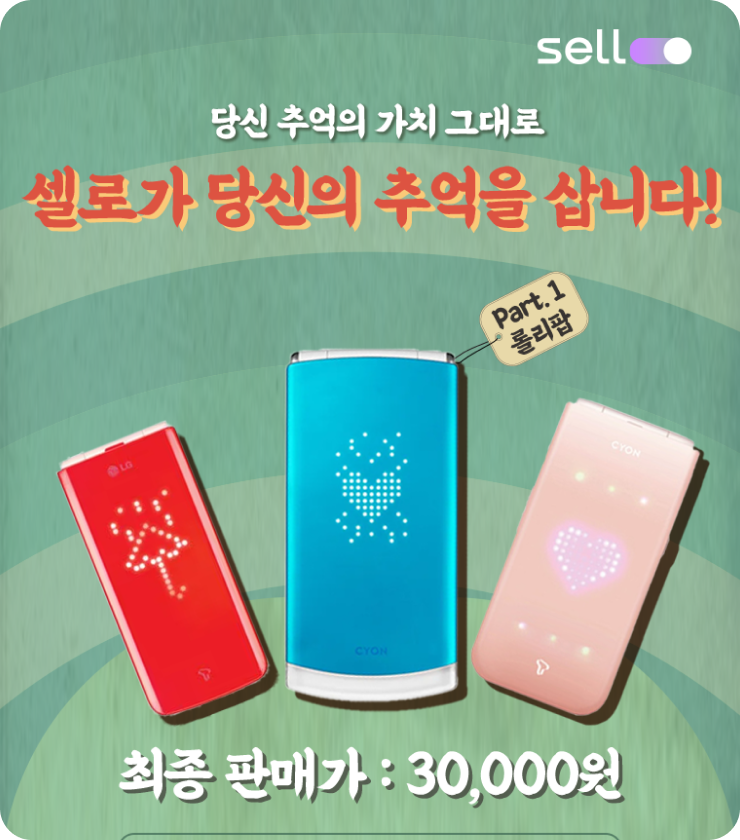 sell
당신 추억의 가치 그대로
셀로가 당신의 추억을 삽니다!
Part. 1
롤리팝
LG
CYON
CYON
최종 판매가 : 30,000원